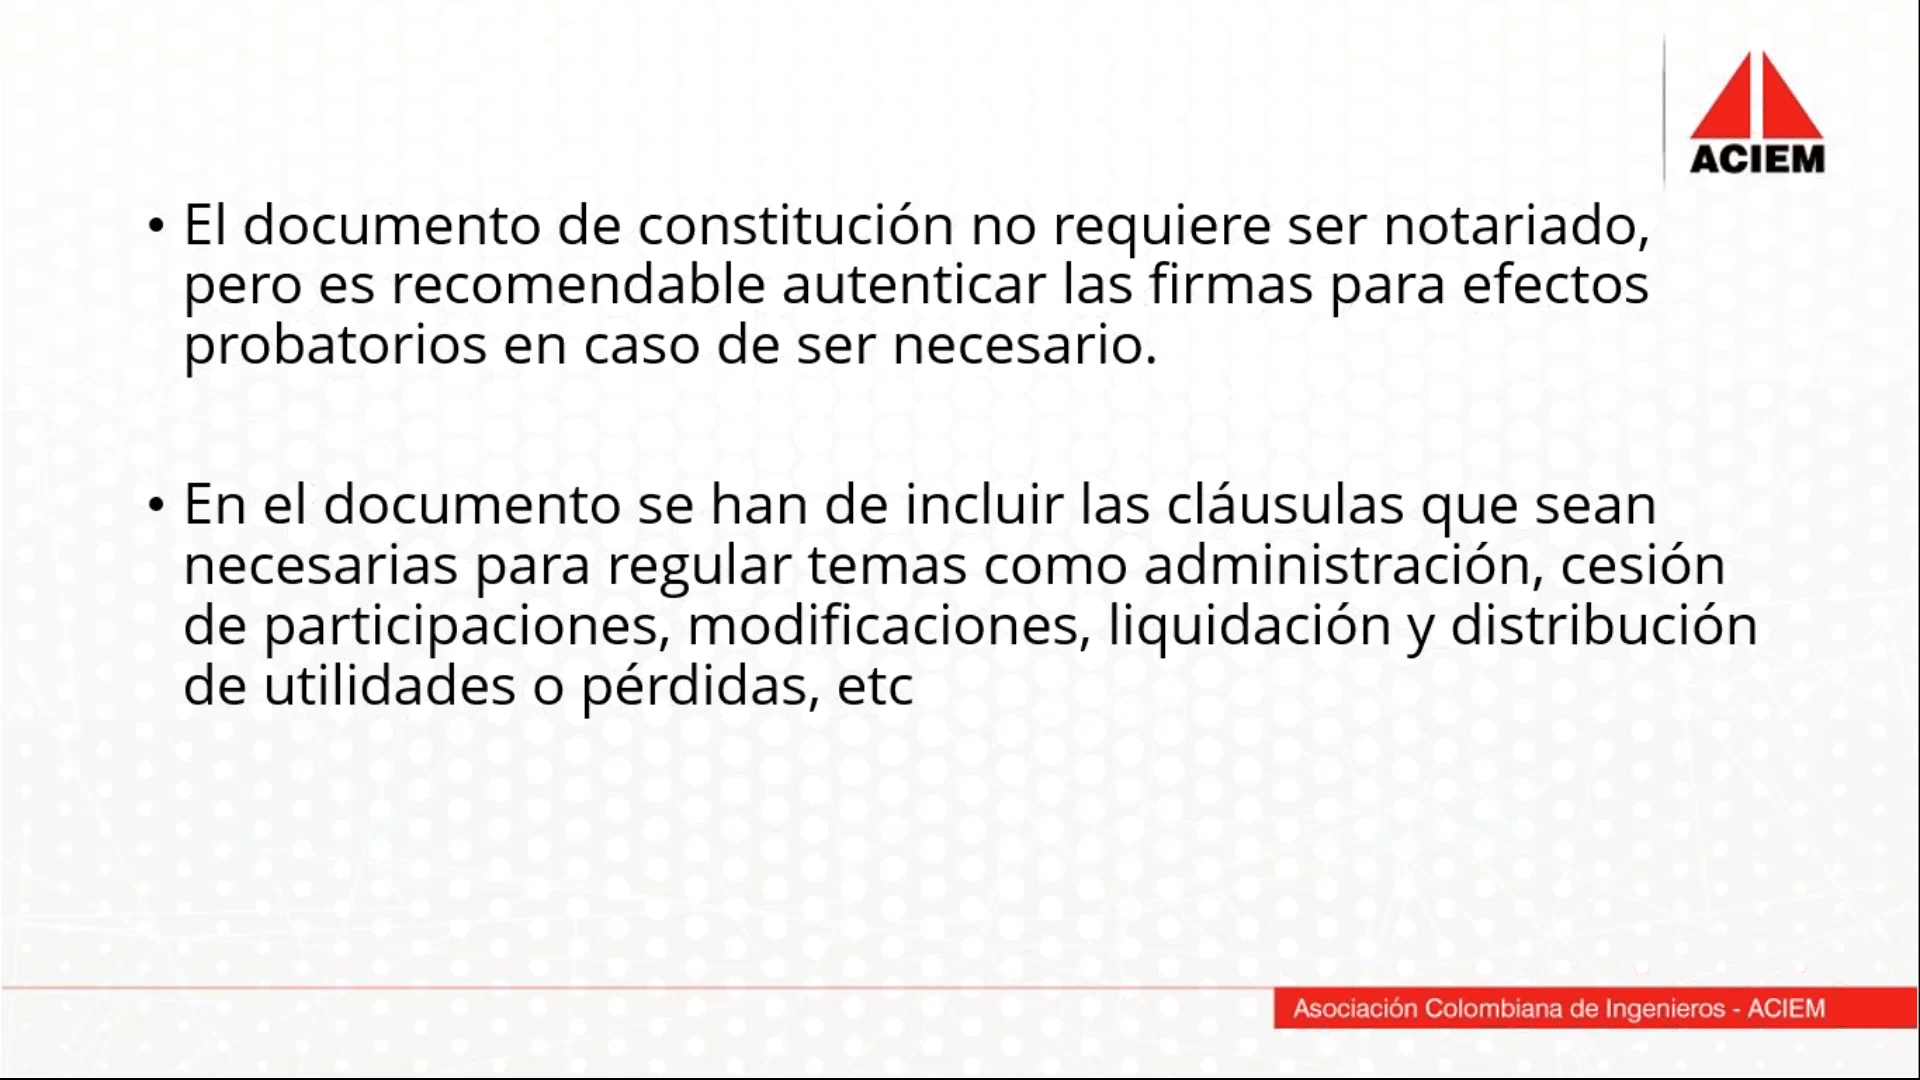 ACIEM
• El documento de constitución no requiere ser notariado,
pero es recomendable autenticar las firmas para efectos
probatorios en caso de ser necesario.
• En el documento se han de incluir las cláusulas que sean
necesarias para regular temas como administración, cesión
de participaciones, modificaciones, liquidación y distribución
de utilidades o pérdidas, etc
Asociación Colombiana de Ingenieros - ACIEM